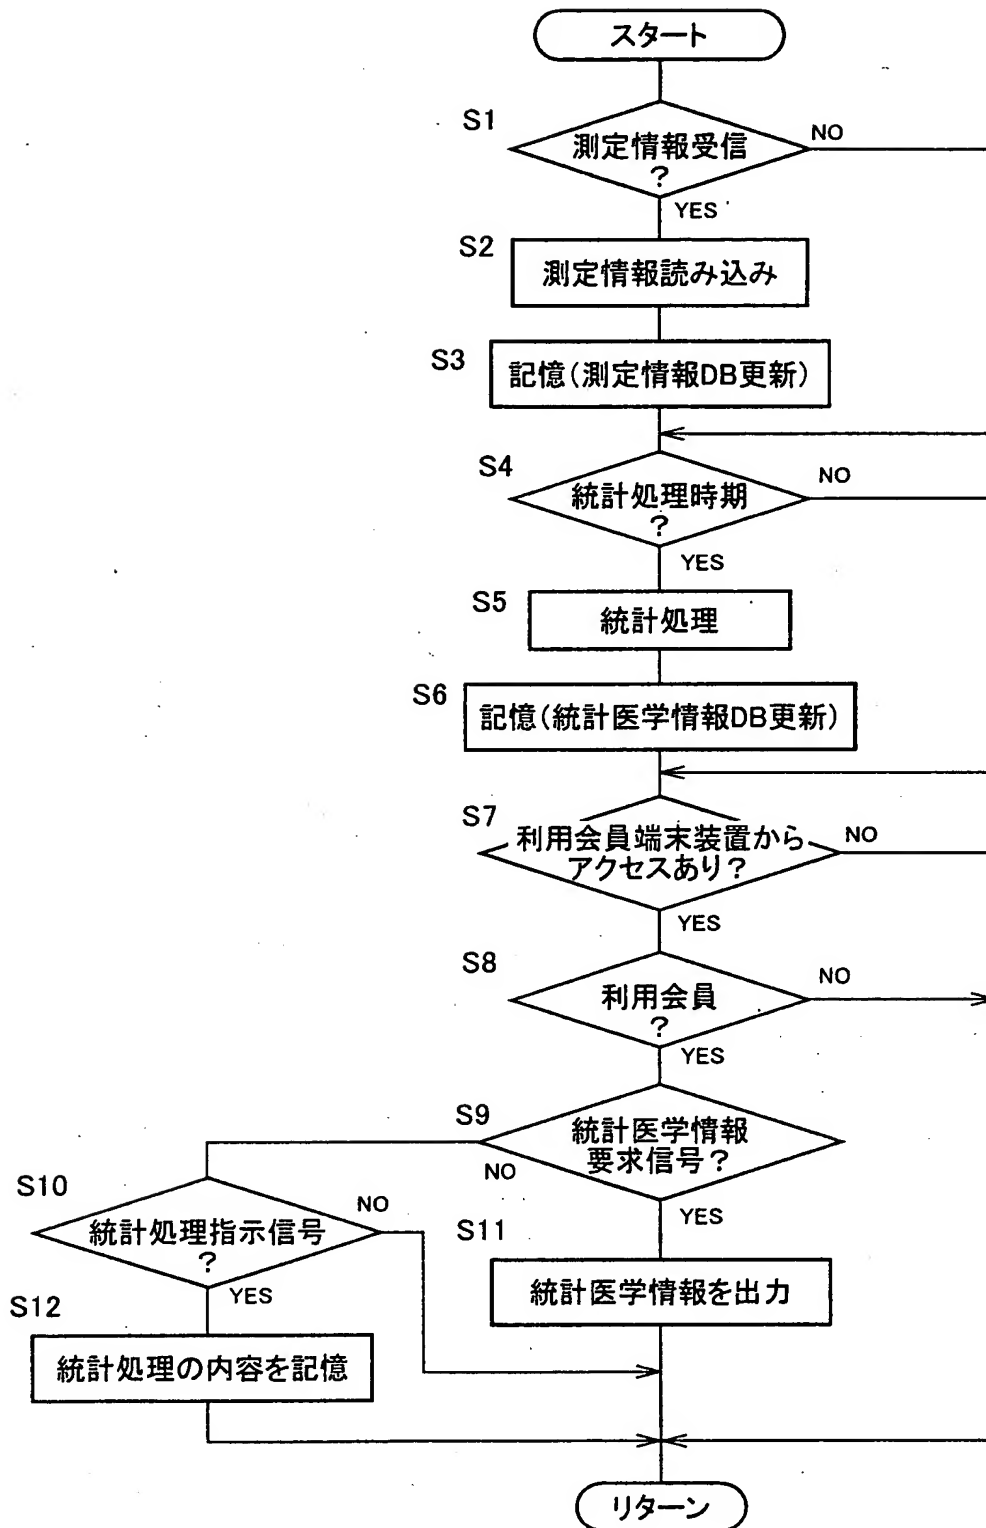 スタート
S1
測定情報受信
?
NO
YES
S2
測定情報読み込み
S3
記憶(測定情報DB更新)
S4
統計処理時期
?
NO
YES
S5
統計処理
S6
記憶(統計医学情報DB更新)
S7
利用会員端末装置から
アクセスあり?
NO
YES
S8
利用会員
?
NO
YES
S9
統計医学情報
要求信号?
NO
YES
S10
統計処理指示信号
?
NO
YES
S11
統計医学情報を出力
S12
統計処理の内容を記憶
リターン